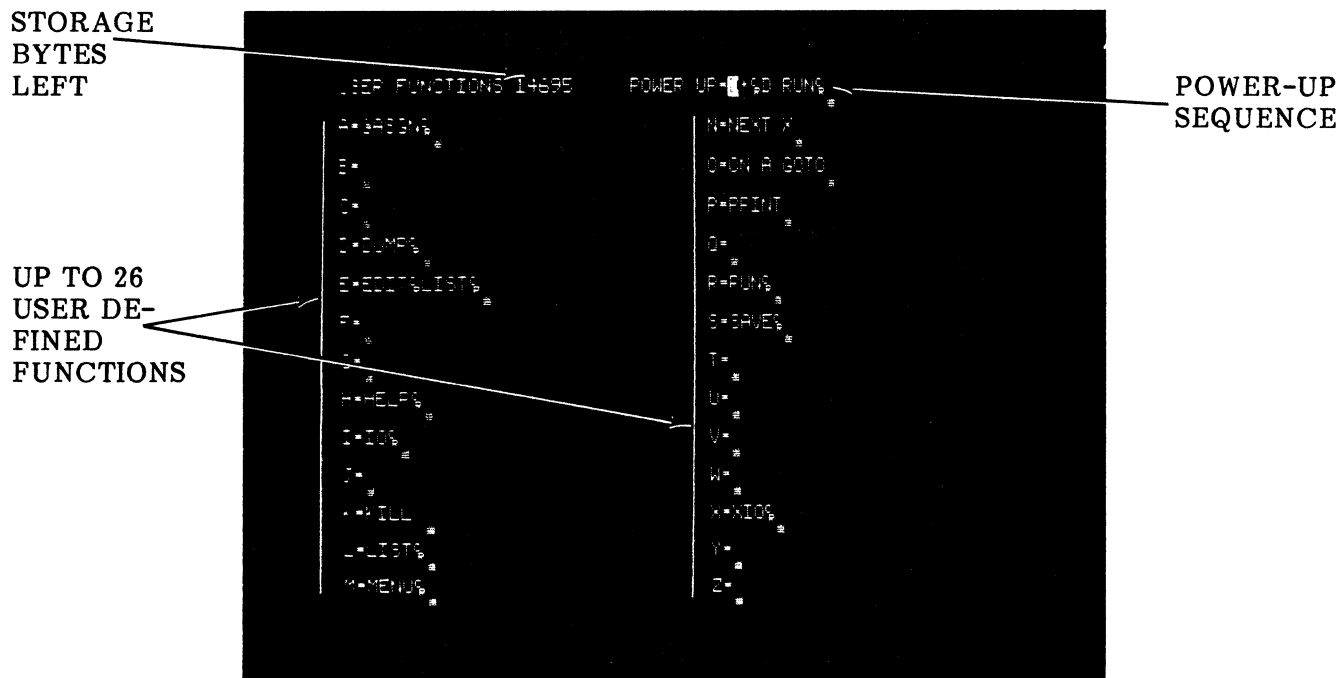 STORAGE
BYTES
LEFT
USER FUNCTIONS 14695
POWER UP=
RUN
POWER-UP
SEQUENCE
UP TO 26
USER DE-
FINED
FUNCTIONS
A=
B=
C=
D=DUMP
E=EDIT LIST
F=
G=
H=HELP
I=IO
J=
K=KILL
L=LIST
M=MENU
N=NEXT X
O=ON A GOTO
P=PRINT
Q=
R=RUN
S=SAVE
T=
U=
V=
W=
X=XIO
Y=
Z=